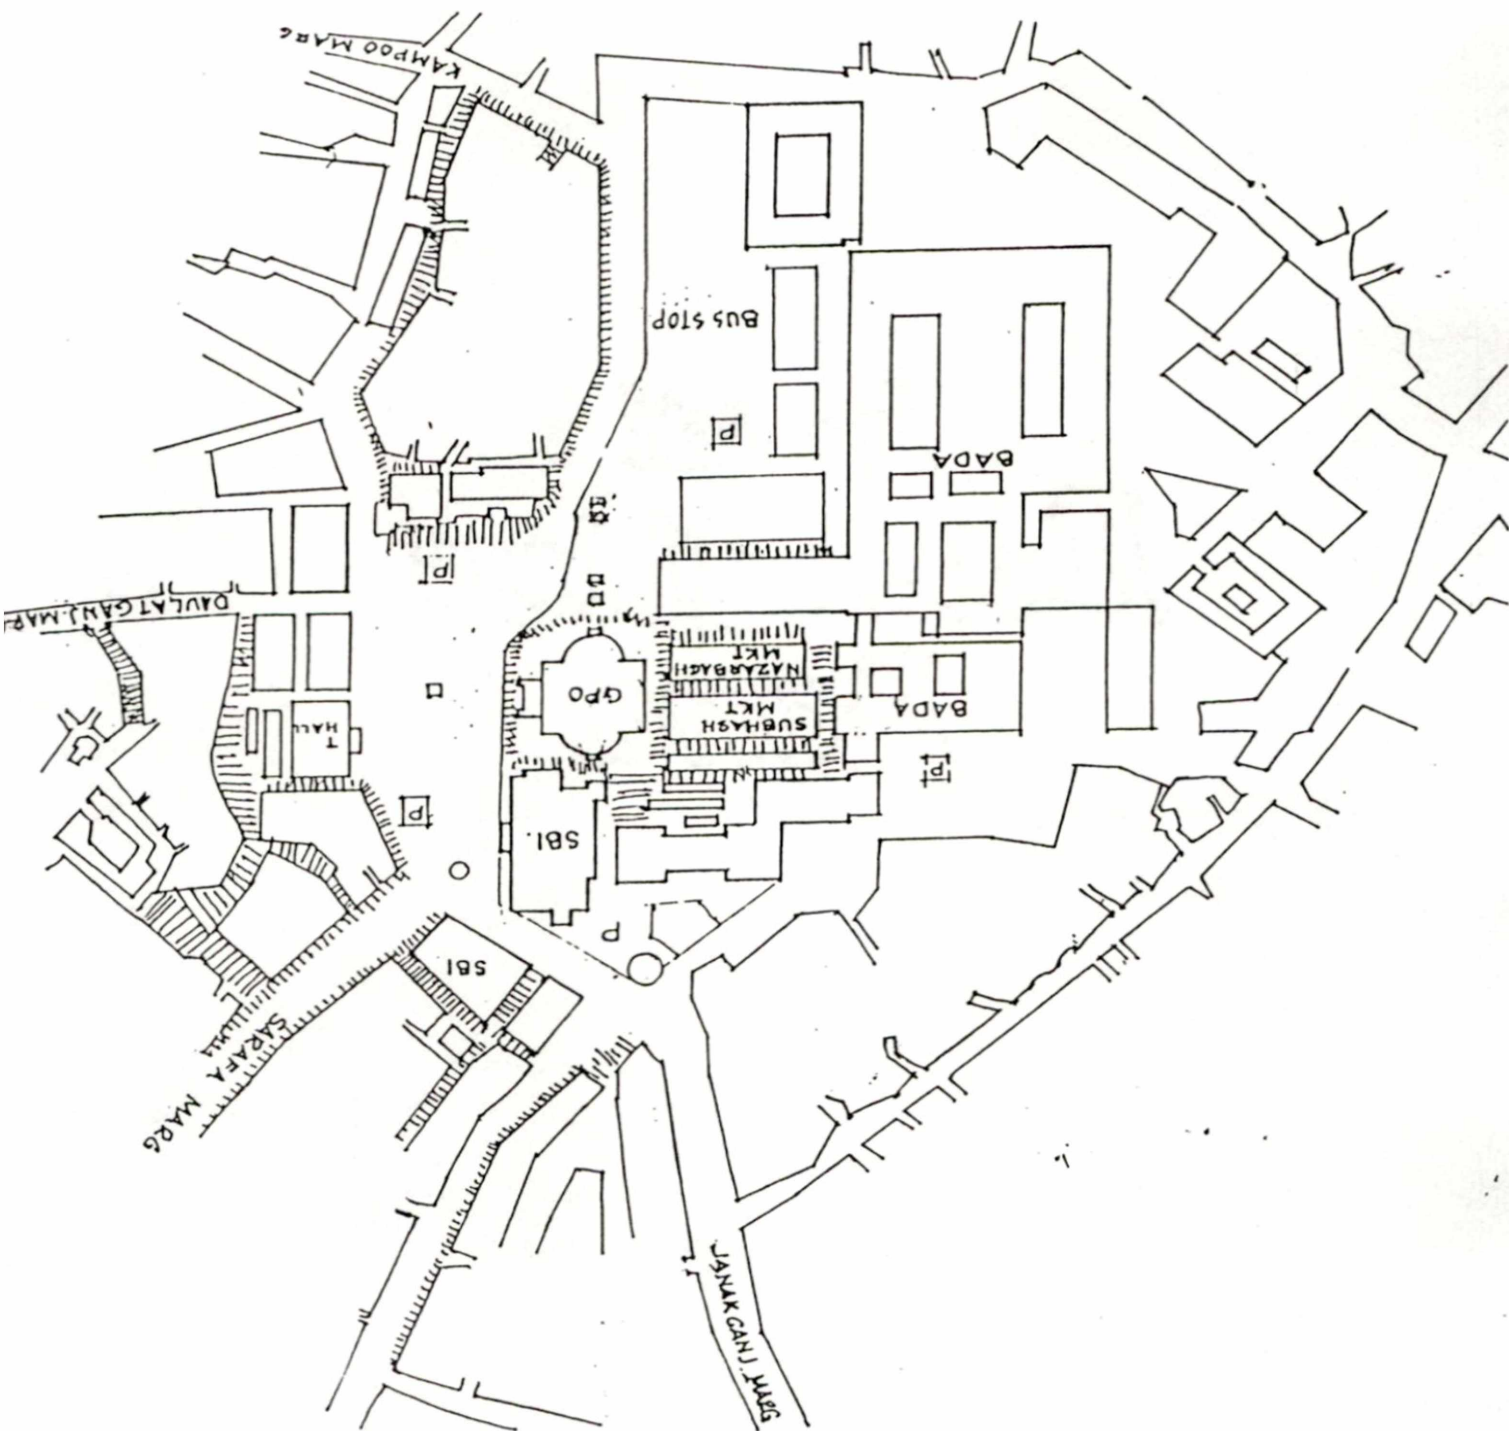 KAMPOO MARG
BUS STOP
P
BADA
P
DAULATGANJ.MAR
NAZARBAGH
MKT
GPO
SUBHASH
MKT
BADA
T
HALL
P
P
SBI.
P
SBI
SARAFA MARG
JANAKGANJ.MARG